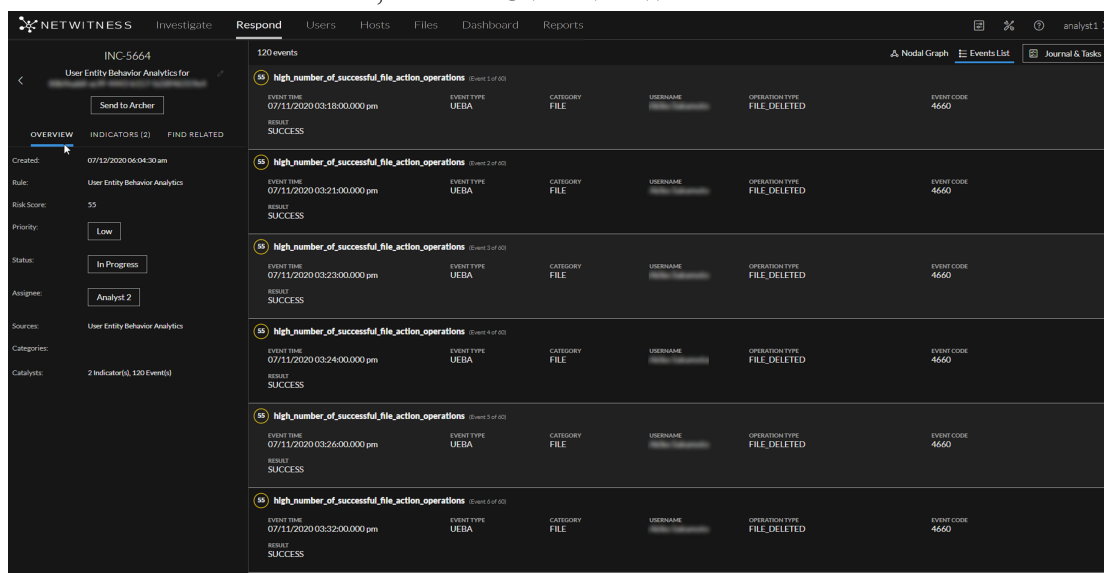 NETWITNESS Investigate Respond Users Hosts Files Dashboard Reports analyst1
INC-5664
User Entity Behavior Analytics for
Send to Archer
OVERVIEW INDICATORS (2) FIND RELATED
Created: 07/12/2020 06:04:30 am
Rule: User Entity Behavior Analytics
Risk Score: 55
Priority: Low
Status: In Progress
Assignee: Analyst 2
Sources: User Entity Behavior Analytics
Categories:
Catalysts: 2 Indicator(s), 120 Event(s)
120 events Nodal Graph Events List Journal & Tasks
55 high_number_of_successful_file_action_operations (Event 1 of 60)
EVENT TIME EVENT TYPE CATEGORY USERNAME OPERATION TYPE EVENT CODE
07/11/2020 03:18:00.000 pm UEBA FILE FILE_DELETED 4660
RESULT
SUCCESS
55 high_number_of_successful_file_action_operations (Event 2 of 60)
EVENT TIME EVENT TYPE CATEGORY USERNAME OPERATION TYPE EVENT CODE
07/11/2020 03:21:00.000 pm UEBA FILE FILE_DELETED 4660
RESULT
SUCCESS
55 high_number_of_successful_file_action_operations (Event 3 of 60)
EVENT TIME EVENT TYPE CATEGORY USERNAME OPERATION TYPE EVENT CODE
07/11/2020 03:23:00.000 pm UEBA FILE FILE_DELETED 4660
RESULT
SUCCESS
55 high_number_of_successful_file_action_operations (Event 4 of 60)
EVENT TIME EVENT TYPE CATEGORY USERNAME OPERATION TYPE EVENT CODE
07/11/2020 03:24:00.000 pm UEBA FILE FILE_DELETED 4660
RESULT
SUCCESS
55 high_number_of_successful_file_action_operations (Event 5 of 60)
EVENT TIME EVENT TYPE CATEGORY USERNAME OPERATION TYPE EVENT CODE
07/11/2020 03:26:00.000 pm UEBA FILE FILE_DELETED 4660
RESULT
SUCCESS
55 high_number_of_successful_file_action_operations (Event 6 of 60)
EVENT TIME EVENT TYPE CATEGORY USERNAME OPERATION TYPE EVENT CODE
07/11/2020 03:32:00.000 pm UEBA FILE FILE_DELETED 4660
RESULT
SUCCESS